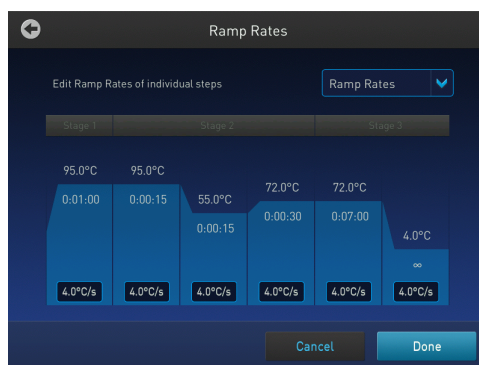 Ramp Rates
Edit Ramp Rates of individual steps
Ramp Rates
Stage 1
Stage 2
Stage 3
95.0°C
95.0°C
55.0°C
72.0°C
72.0°C
4.0°C
0:01:00
0:00:15
0:00:15
0:00:30
0:07:00
∞
4.0°C/s
4.0°C/s
4.0°C/s
4.0°C/s
4.0°C/s
4.0°C/s
Cancel
Done